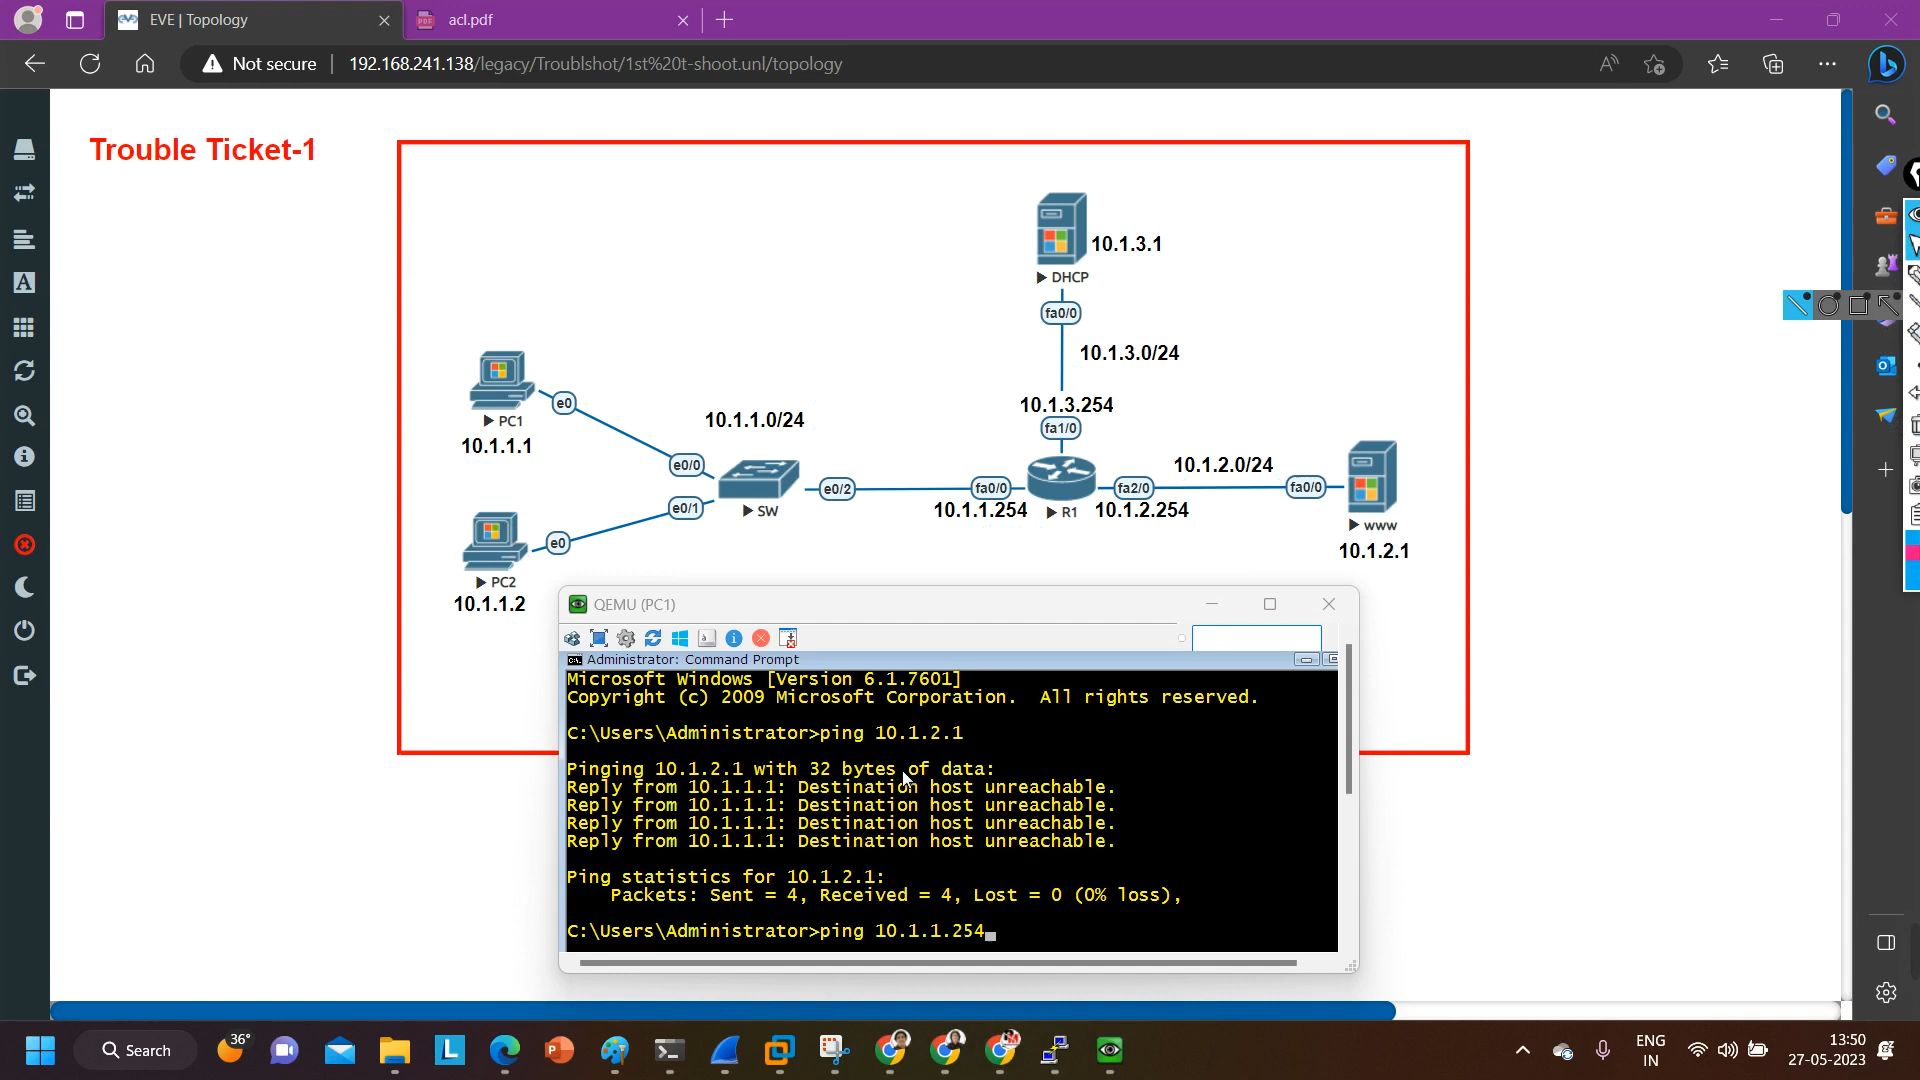 EVE | Topology
acl.pdf
Not secure
192.168.241.138/legacy/Troublshot/1st%20t-shoot.unl/topology
Trouble Ticket-1
10.1.3.1
DHCP
fa0/0
10.1.3.0/24
PC1
10.1.1.1
e0
10.1.1.0/24
10.1.3.254
fa1/0
e0/0
SW
e0/1
e0/2
fa0/0
10.1.1.254
R1
fa2/0
10.1.2.254
10.1.2.0/24
fa0/0
www
10.1.2.1
e0
PC2
10.1.1.2
QEMU (PC1)
Administrator: Command Prompt
Microsoft Windows [Version 6.1.7601]
Copyright (c) 2009 Microsoft Corporation. All rights reserved.
C:\Users\Administrator>ping 10.1.2.1
Pinging 10.1.2.1 with 32 bytes of data:
Reply from 10.1.1.1: Destination host unreachable.
Reply from 10.1.1.1: Destination host unreachable.
Reply from 10.1.1.1: Destination host unreachable.
Reply from 10.1.1.1: Destination host unreachable.
Ping statistics for 10.1.2.1:
Packets: Sent = 4, Received = 4, Lost = 0 (0% loss),
C:\Users\Administrator>ping 10.1.1.254
Search
36°
ENG
IN
13:50
27-05-2023